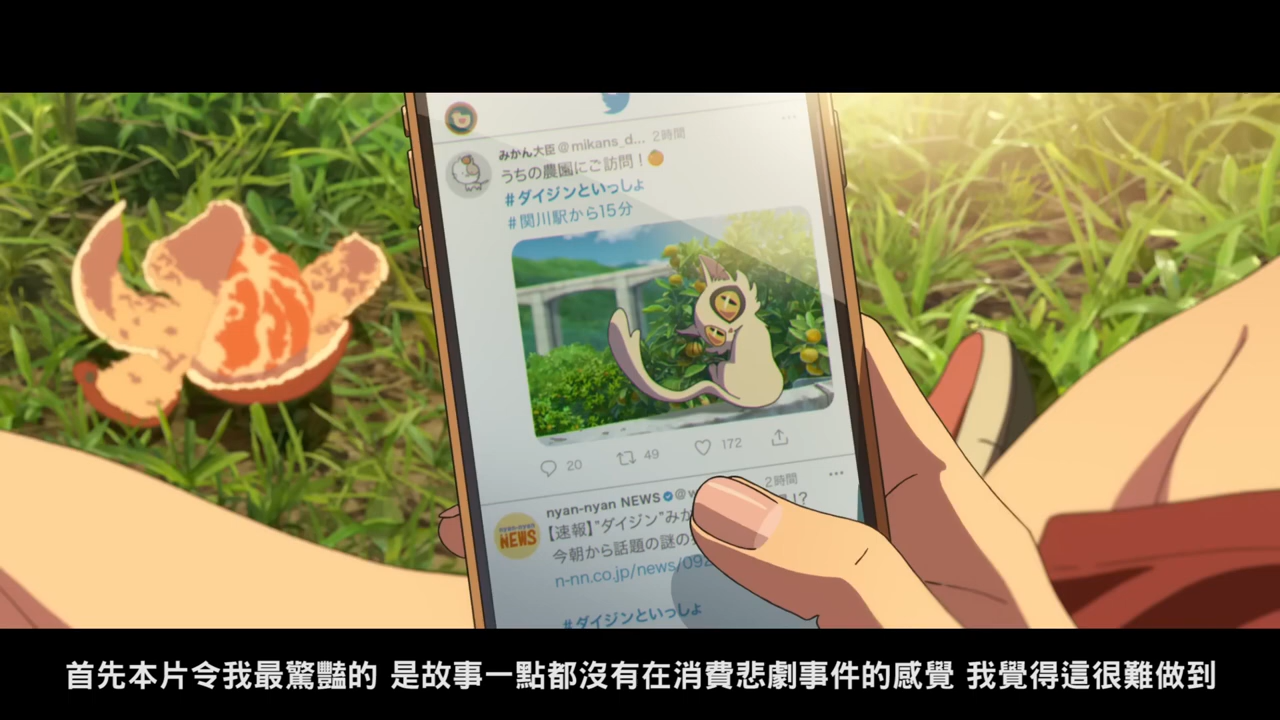 みかん大臣 @mikans_d... 2時間
うちの農園にご訪問！
#ダイジンといっしょ
#関川駅から15分
20 49 172
nyan-nyan NEWS @w 2時間
【速報】"ダイジン"みか !?
今朝から話題の謎の
n-nn.co.jp/news/092
#ダイジンといっしょ
nyan-nyan
NEWS
首先本片令我最驚豔的 是故事一點都沒有在消費悲劇事件的感覺 我覺得這很難做到